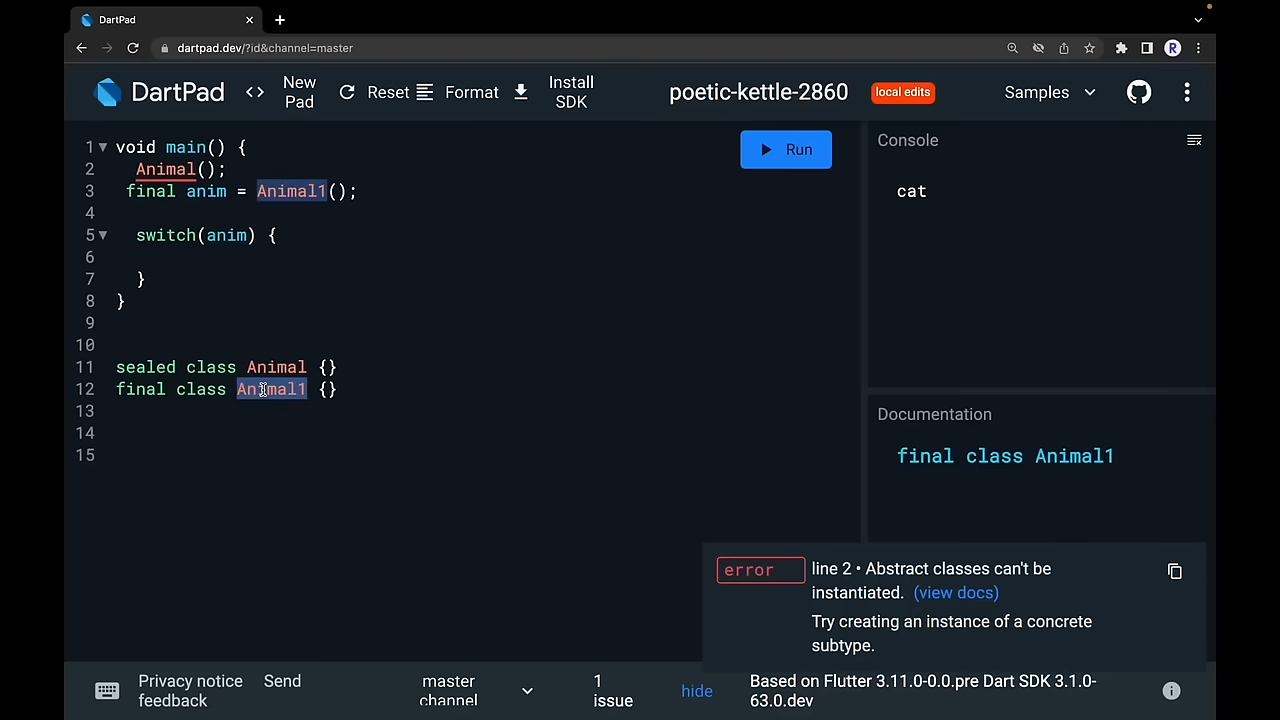 DartPad
dartpad.dev/?id&channel=master
R
DartPad
<> New Pad
Reset
Format
Install SDK
poetic-kettle-2860
local edits
Samples
1 void main() {
2 Animal();
3 final anim = Animal1();
4
5 switch(anim) {
6
7 }
8 }
9
10
11 sealed class Animal {}
12 final class Animal1 {}
13
14
15
Run
Console
cat
Documentation
final class Animal1
error
line 2 • Abstract classes can't be
instantiated. (view docs)
Try creating an instance of a concrete
subtype.
Privacy notice Send
feedback
master
channel
1
issue
hide
Based on Flutter 3.11.0-0.0.pre Dart SDK 3.1.0-
63.0.dev